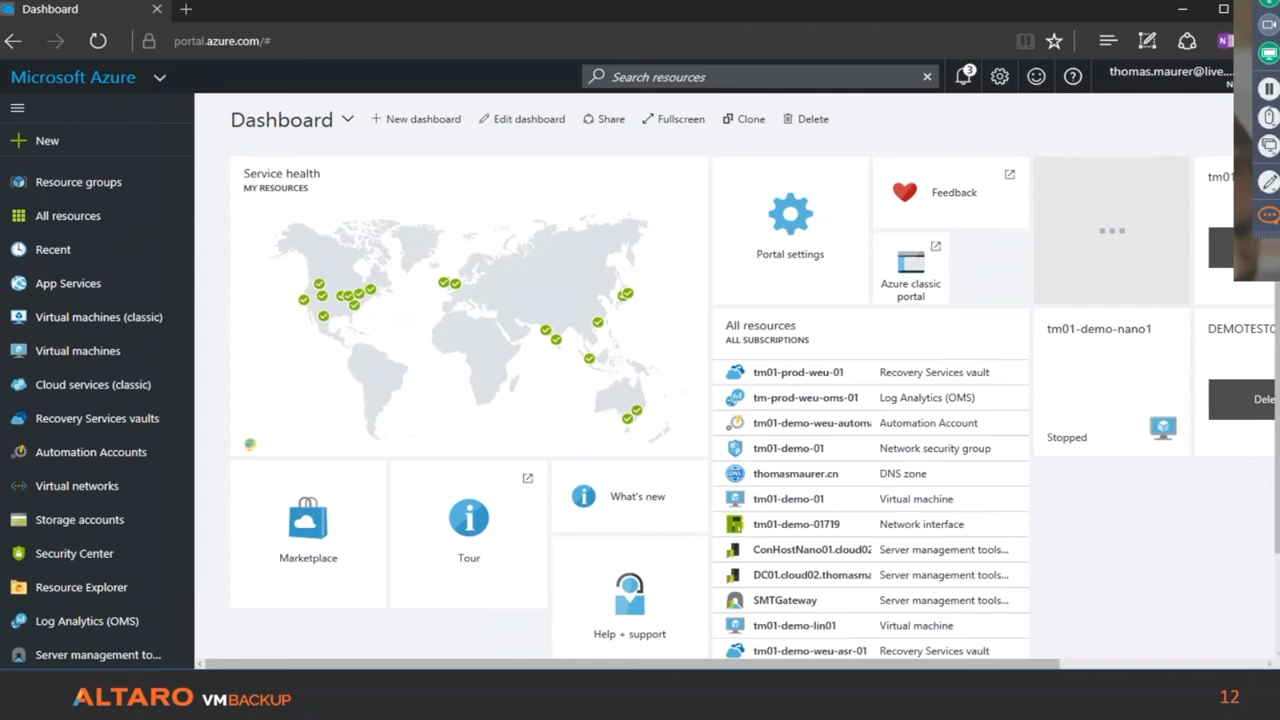 Dashboard
portal.azure.com/#
Microsoft Azure
Search resources
3
thomas.maurer@live....
N
New
Resource groups
All resources
Recent
App Services
Virtual machines (classic)
Virtual machines
Cloud services (classic)
Recovery Services vaults
Automation Accounts
Virtual networks
Storage accounts
Security Center
Resource Explorer
Log Analytics (OMS)
Server management to...
Dashboard
New dashboard
Edit dashboard
Share
Fullscreen
Clone
Delete
Service health
MY RESOURCES
Marketplace
Tour
What's new
Help + support
Portal settings
Feedback
Azure classic
portal
All resources
ALL SUBSCRIPTIONS
tm01-prod-weu-01 Recovery Services vault
tm-prod-weu-oms-01 Log Analytics (OMS)
tm01-demo-weu-autom Automation Account
tm01-demo-01 Network security group
thomasmaurer.cn DNS zone
tm01-demo-01 Virtual machine
tm01-demo-01719 Network interface
ConHostNano01.cloud02 Server management tools...
DC01.cloud02.thomasma Server management tools...
SMTGateway Server management tools...
tm01-demo-lin01 Virtual machine
tm01-demo-weu-asr-01 Recovery Services vault
tm01
tm01-demo-nano1
Stopped
DEMOTEST0
Dele
ALTARO VMBACKUP
12